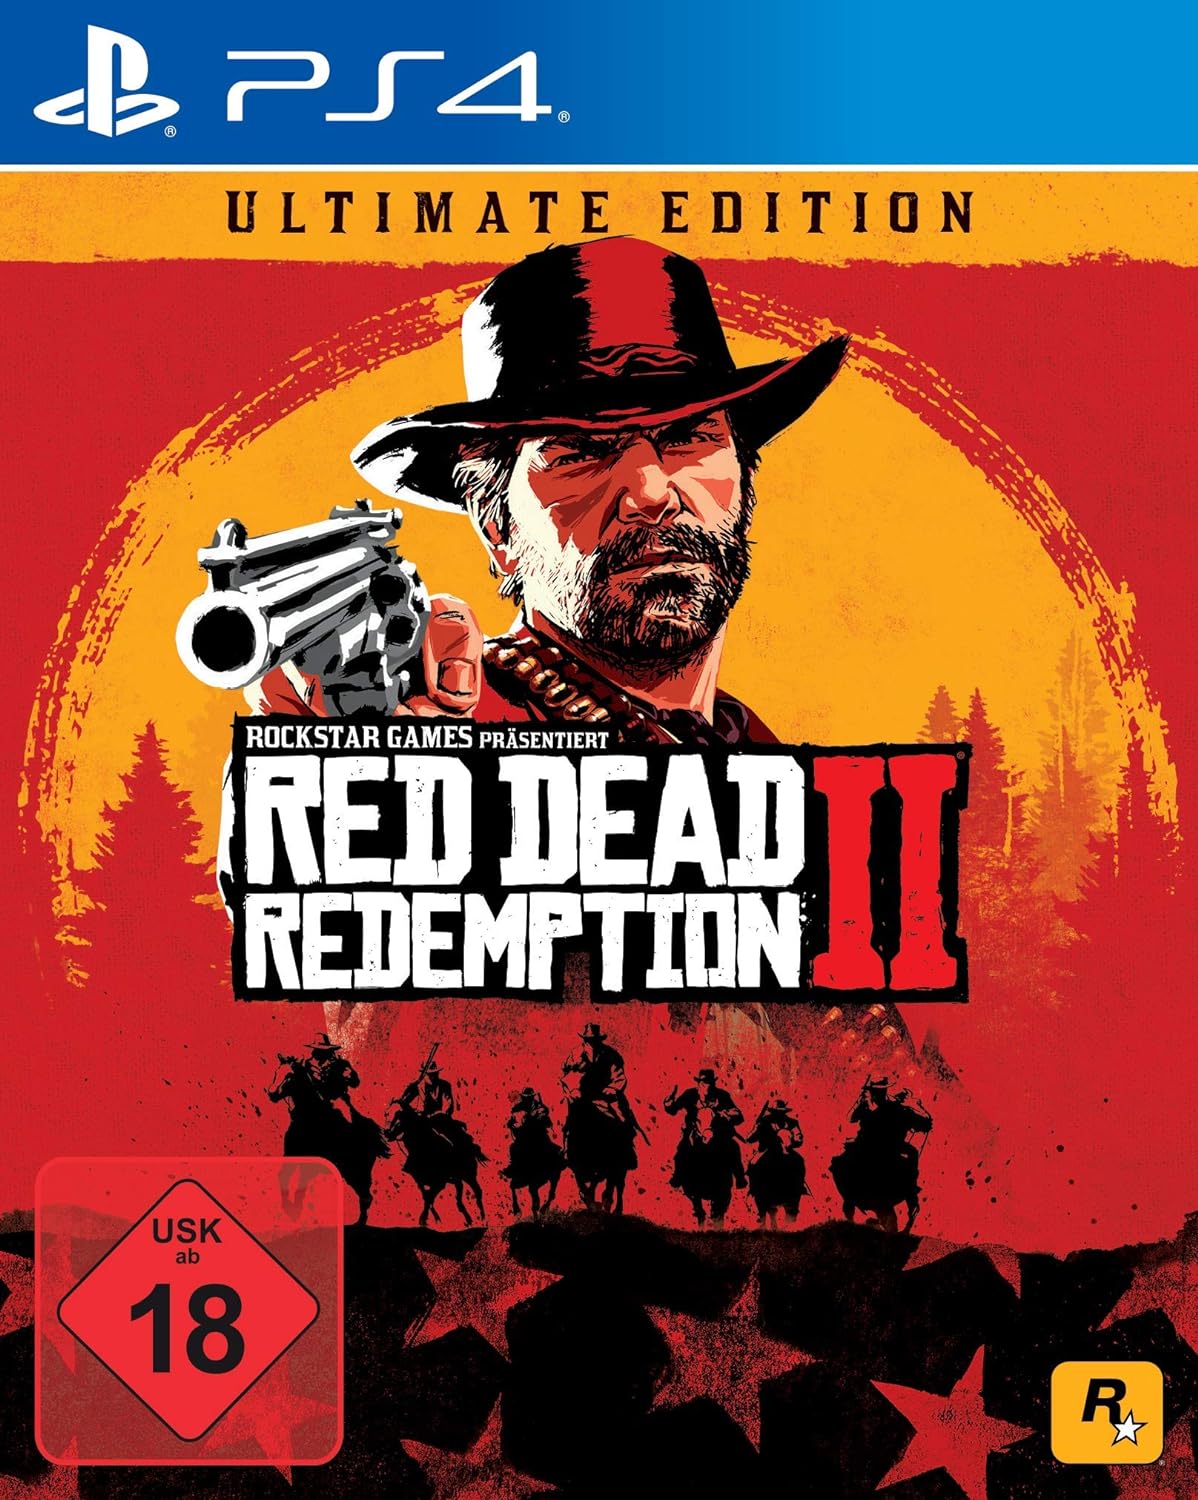 PS4
ULTIMATE EDITION
ROCKSTAR GAMES PRÄSENTIERT
RED DEAD
REDEMPTION II
USK
ab
18
R